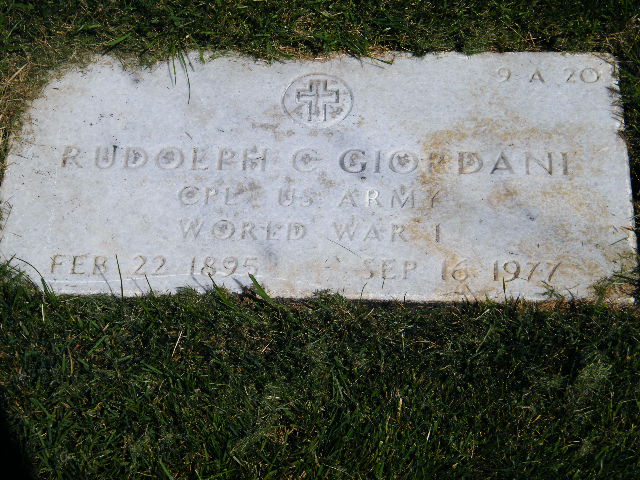 9 A 20
RUDOLPH C GIORDANI
CPL US ARMY
WORLD WAR I
FEB 22 1895 SEP 16 1977